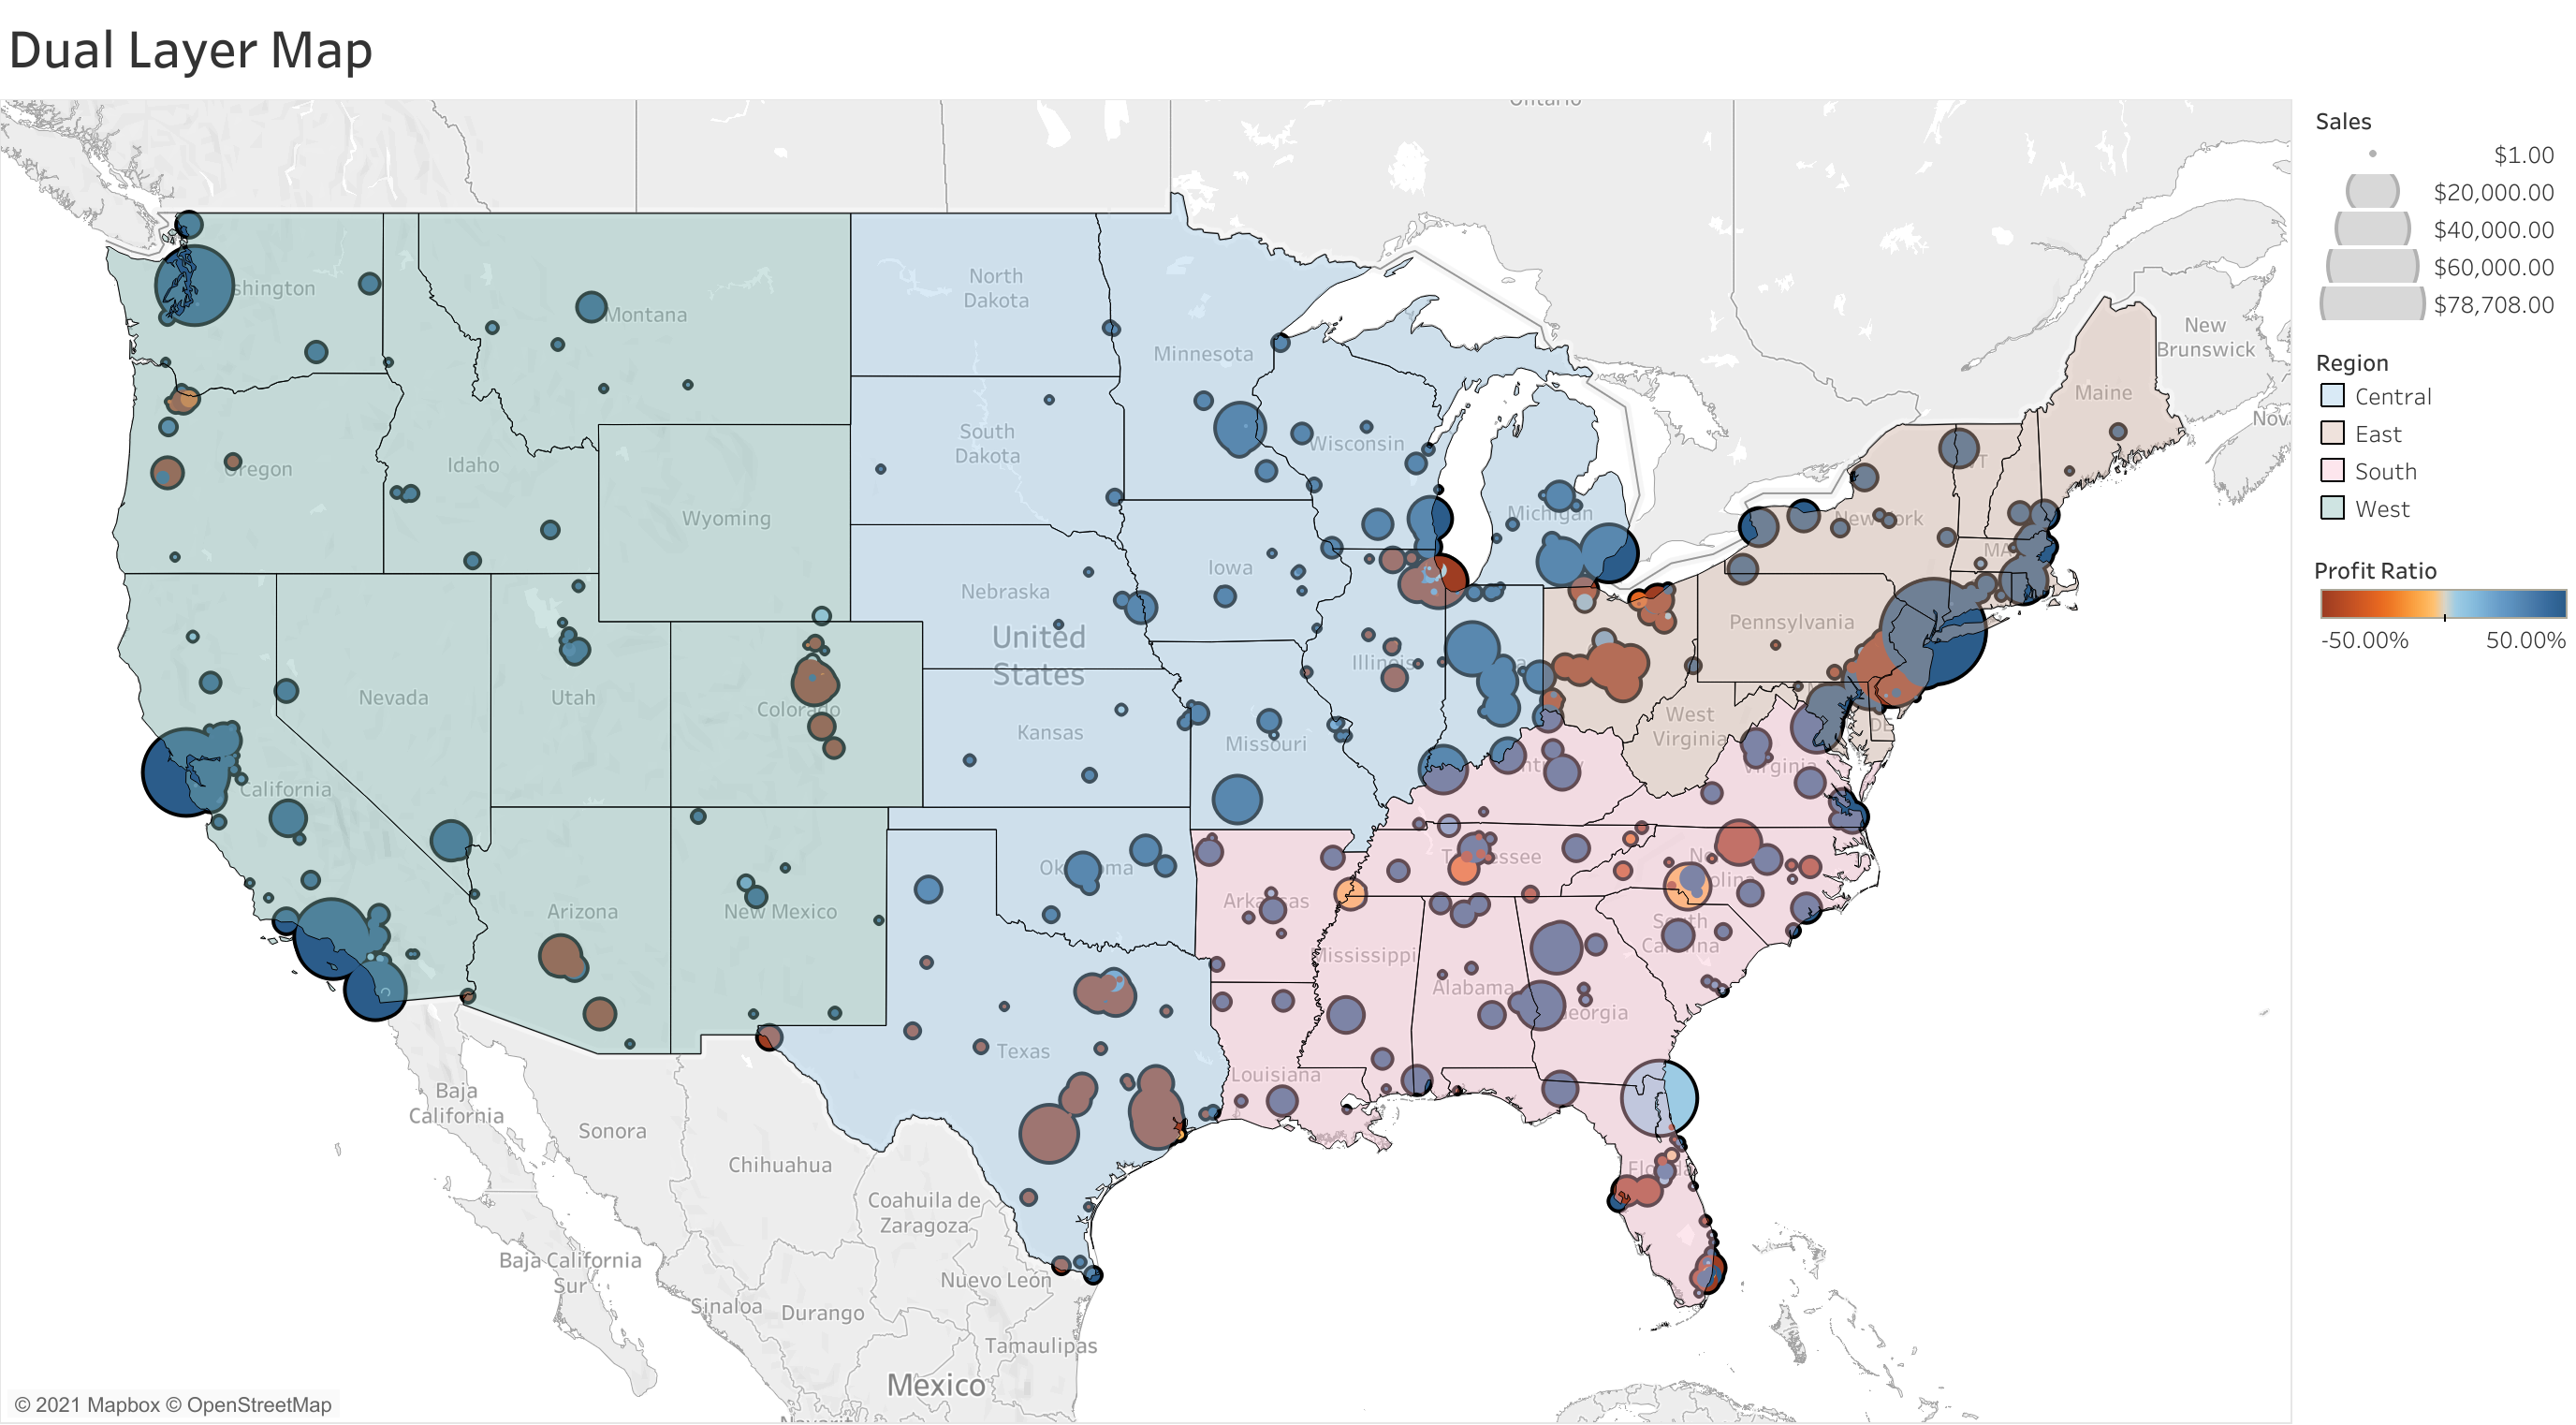 Dual Layer Map
Ontario
Sales
$1.00
$20,000.00
$40,000.00
$60,000.00
$78,708.00
Region
Central
East
South
West
Profit Ratio
-50.00%
50.00%
shington
Montana
North
Dakota
Minnesota
New
Brunswick
Maine
Nov
Oregon
Idaho
South
Dakota
Wisconsin
VT
Wyoming
Michigan
New York
MA
Iowa
Nebraska
United
States
Pennsylvania
Nevada
Utah
Colorado
Illinois
Kansas
Missouri
West
Virginia
DE
California
Virginia
Oklahoma
Arizona
New Mexico
Arkansas
South
Carolina
Mississippi
Alabama
Georgia
Texas
Louisiana
Florida
Baja
California
Sonora
Chihuahua
Coahuila de
Zaragoza
Baja California
Sur
Nuevo León
Sinaloa
Durango
Tamaulipas
Mexico
© 2021 Mapbox © OpenStreetMap